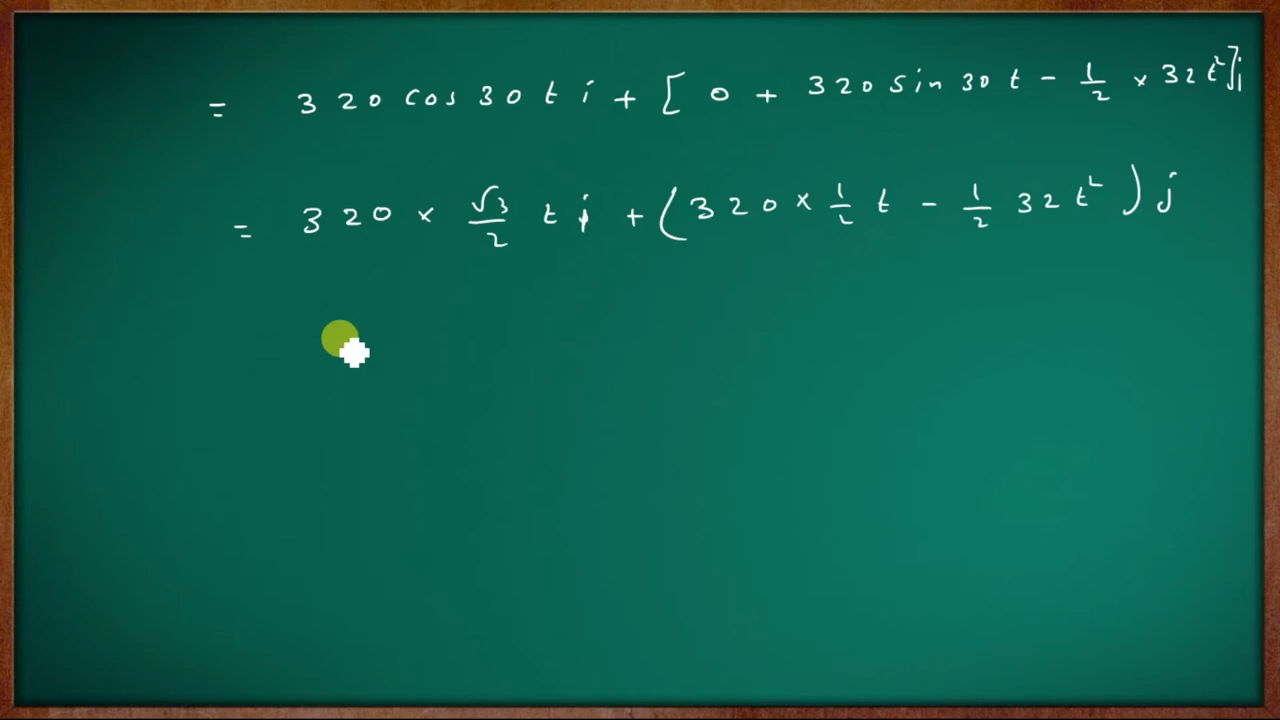 = 320 cos 30 t i + [ 0 + 320 sin 30 t - 1/2 × 32 t² ] j
= 320 × √3/2 t i + ( 320 × 1/2 t - 1/2 32 t² ) j